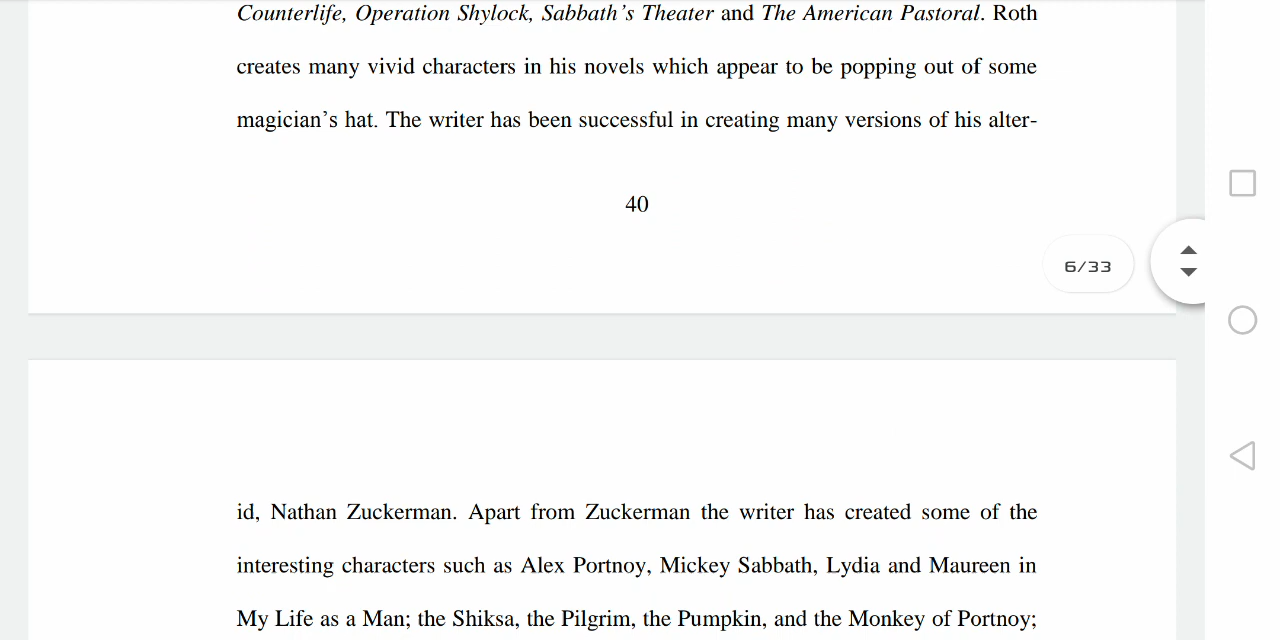 Counterlife, Operation Shylock, Sabbath's Theater and The American Pastoral. Roth
creates many vivid characters in his novels which appear to be popping out of some
magician's hat. The writer has been successful in creating many versions of his alter-
40
6/33
id, Nathan Zuckerman. Apart from Zuckerman the writer has created some of the
interesting characters such as Alex Portnoy, Mickey Sabbath, Lydia and Maureen in
My Life as a Man; the Shiksa, the Pilgrim, the Pumpkin, and the Monkey of Portnoy;